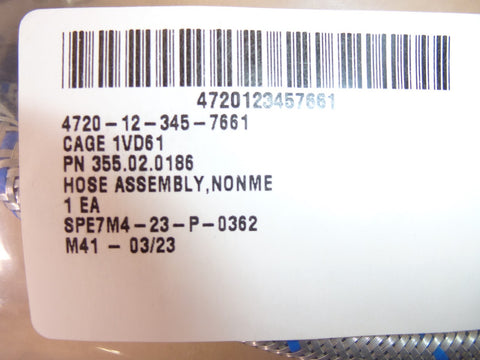 4720123457661
4720-12-345-7661
CAGE 1VD61
PN 355.02.0186
HOSE ASSEMBLY,NONME
1 EA
SPE7M4-23-P-0362
M41 - 03/23